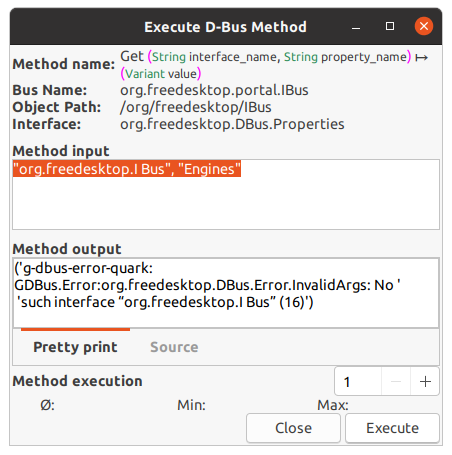 Execute D-Bus Method
Method name: Get (String interface_name, String property_name) ↦
(Variant value)
Bus Name: org.freedesktop.portal.IBus
Object Path: /org/freedesktop/IBus
Interface: org.freedesktop.DBus.Properties
Method input
"org.freedesktop.I Bus", "Engines"
Method output
('g-dbus-error-quark:
GDBus.Error:org.freedesktop.DBus.Error.InvalidArgs: No '
'such interface “org.freedesktop.I Bus” (16)')
Pretty print Source
Method execution 1 − +
Ø: Min: Max:
Close Execute